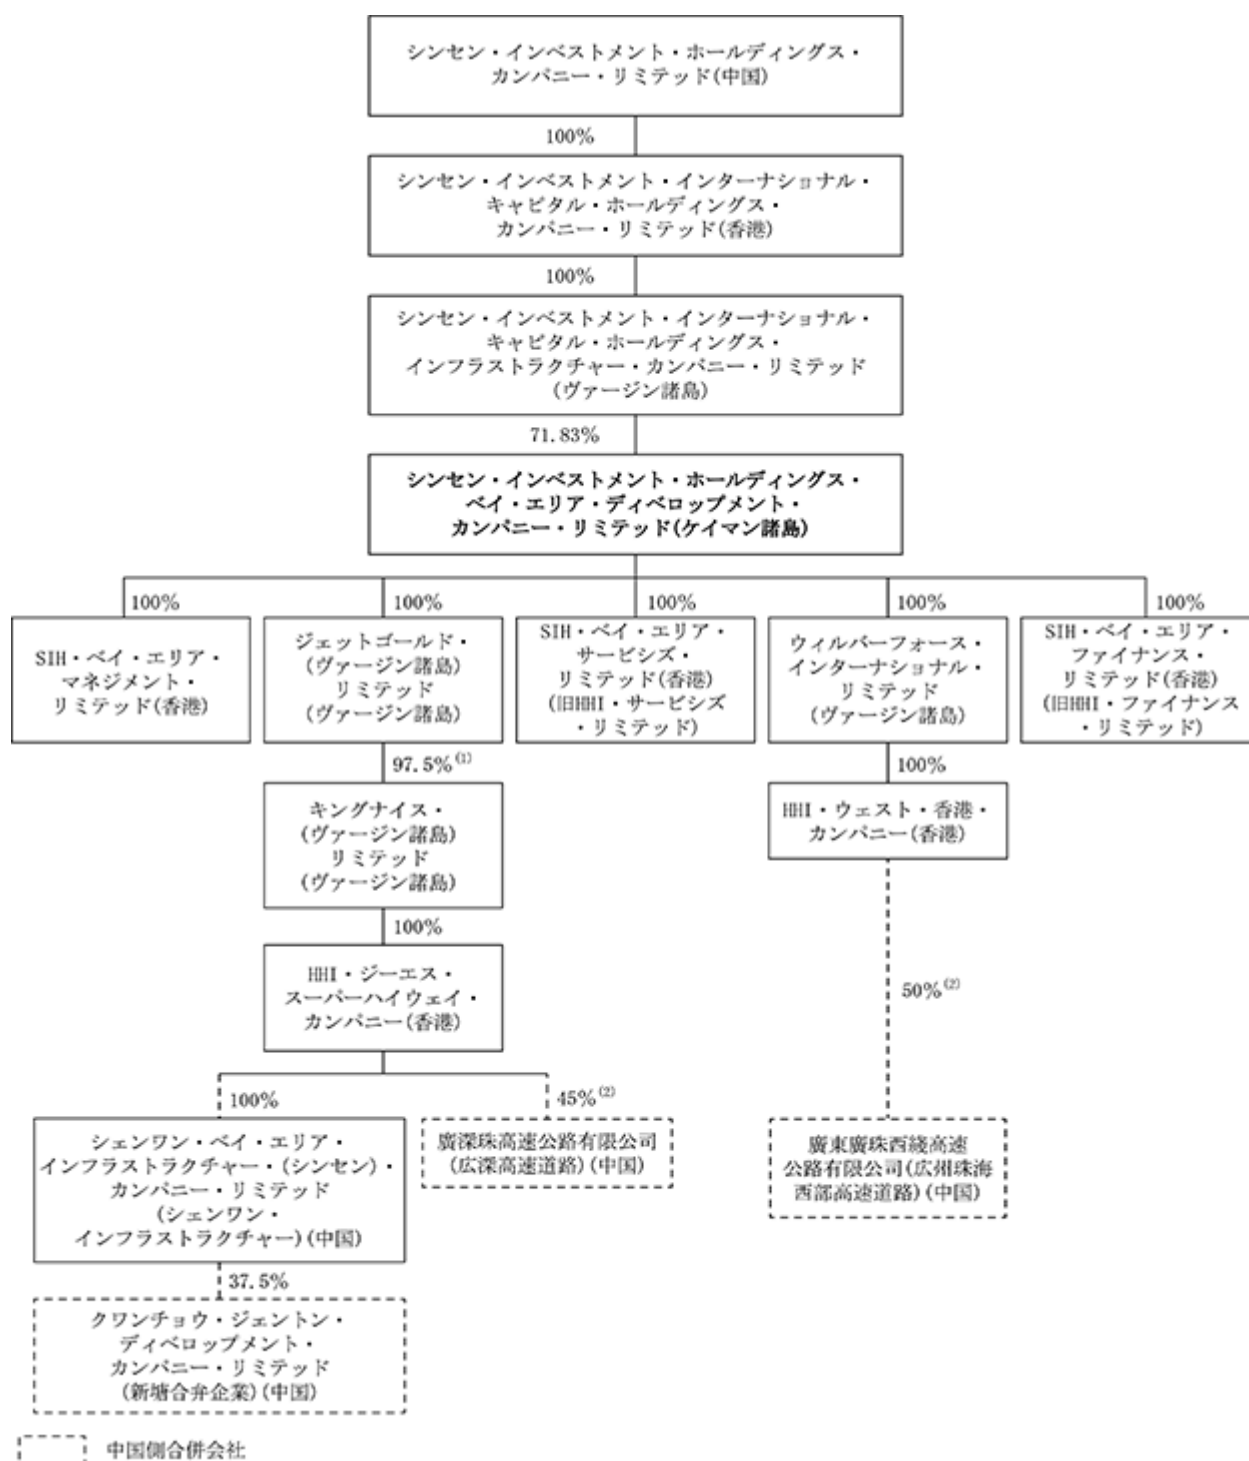 シンセン・インベストメント・ホールディングス・
カンパニー・リミテッド(中国)
100%
シンセン・インベストメント・インターナショナル・
キャピタル・ホールディングス・
カンパニー・リミテッド(香港)
100%
シンセン・インベストメント・インターナショナル・
キャピタル・ホールディングス・
インフラストラクチャー・カンパニー・リミテッド
(ヴァージン諸島)
71.83%
シンセン・インベストメント・ホールディングス・
ベイ・エリア・ディベロップメント・
カンパニー・リミテッド(ケイマン諸島)
100%
SIH・ベイ・エリア・
マネジメント・
リミテッド(香港)
100%
ジェットゴールド・
(ヴァージン諸島)
リミテッド
(ヴァージン諸島)
100%
SIH・ベイ・エリア・
サービシズ・
リミテッド(香港)
(旧HHI・サービシズ
・リミテッド)
100%
ウィルバーフォース・
インターナショナル・
リミテッド
(ヴァージン諸島)
100%
SIH・ベイ・エリア・
ファイナンス・
リミテッド(香港)
(旧HHI・ファイナンス
・リミテッド)
97.5%(1)
キングナイス・
(ヴァージン諸島)
リミテッド
(ヴァージン諸島)
100%
HHI・ウェスト・香港・
カンパニー(香港)
100%
HHI・ジーエス・
スーパーハイウェイ・
カンパニー(香港)
50%(2)
100%
シェンワン・ベイ・エリア・
インフラストラクチャー・(シンセン)・
カンパニー・リミテッド
(シェンワン・
インフラストラクチャー)(中国)
45%(2)
廣深珠高速公路有限公司
(広深高速道路)(中国)
廣東廣珠西綫高速
公路有限公司(広州珠海
西部高速道路)(中国)
37.5%
クワンチョウ・ジェントン・
ディベロップメント・
カンパニー・リミテッド
(新塘合弁企業)(中国)
中国側合併会社